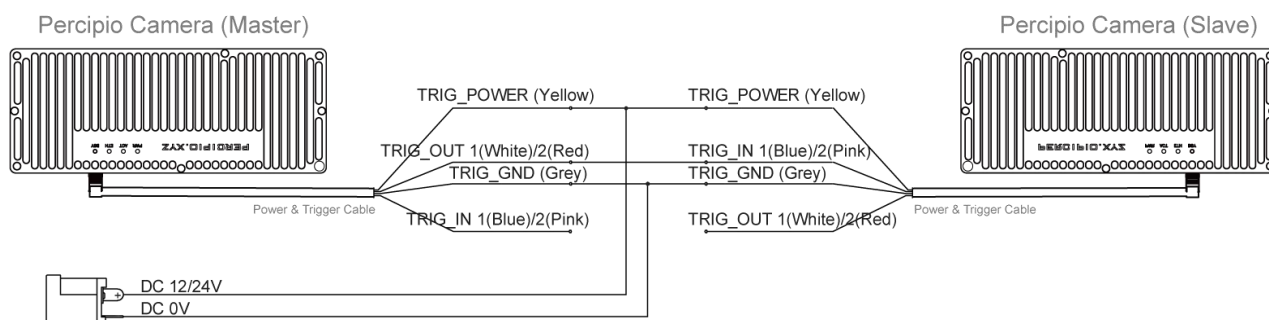 Percipio Camera (Master)
Percipio Camera (Slave)
TRIG_POWER (Yellow)
TRIG_POWER (Yellow)
PERCIPIO.XYZ
TRIG_OUT 1(White)/2(Red)
TRIG_IN 1(Blue)/2(Pink)
TRIG_GND (Grey)
TRIG_GND (Grey)
Power & Trigger Cable
Power & Trigger Cable
TRIG_IN 1(Blue)/2(Pink)
TRIG_OUT 1(White)/2(Red)
DC 12/24V
DC 0V